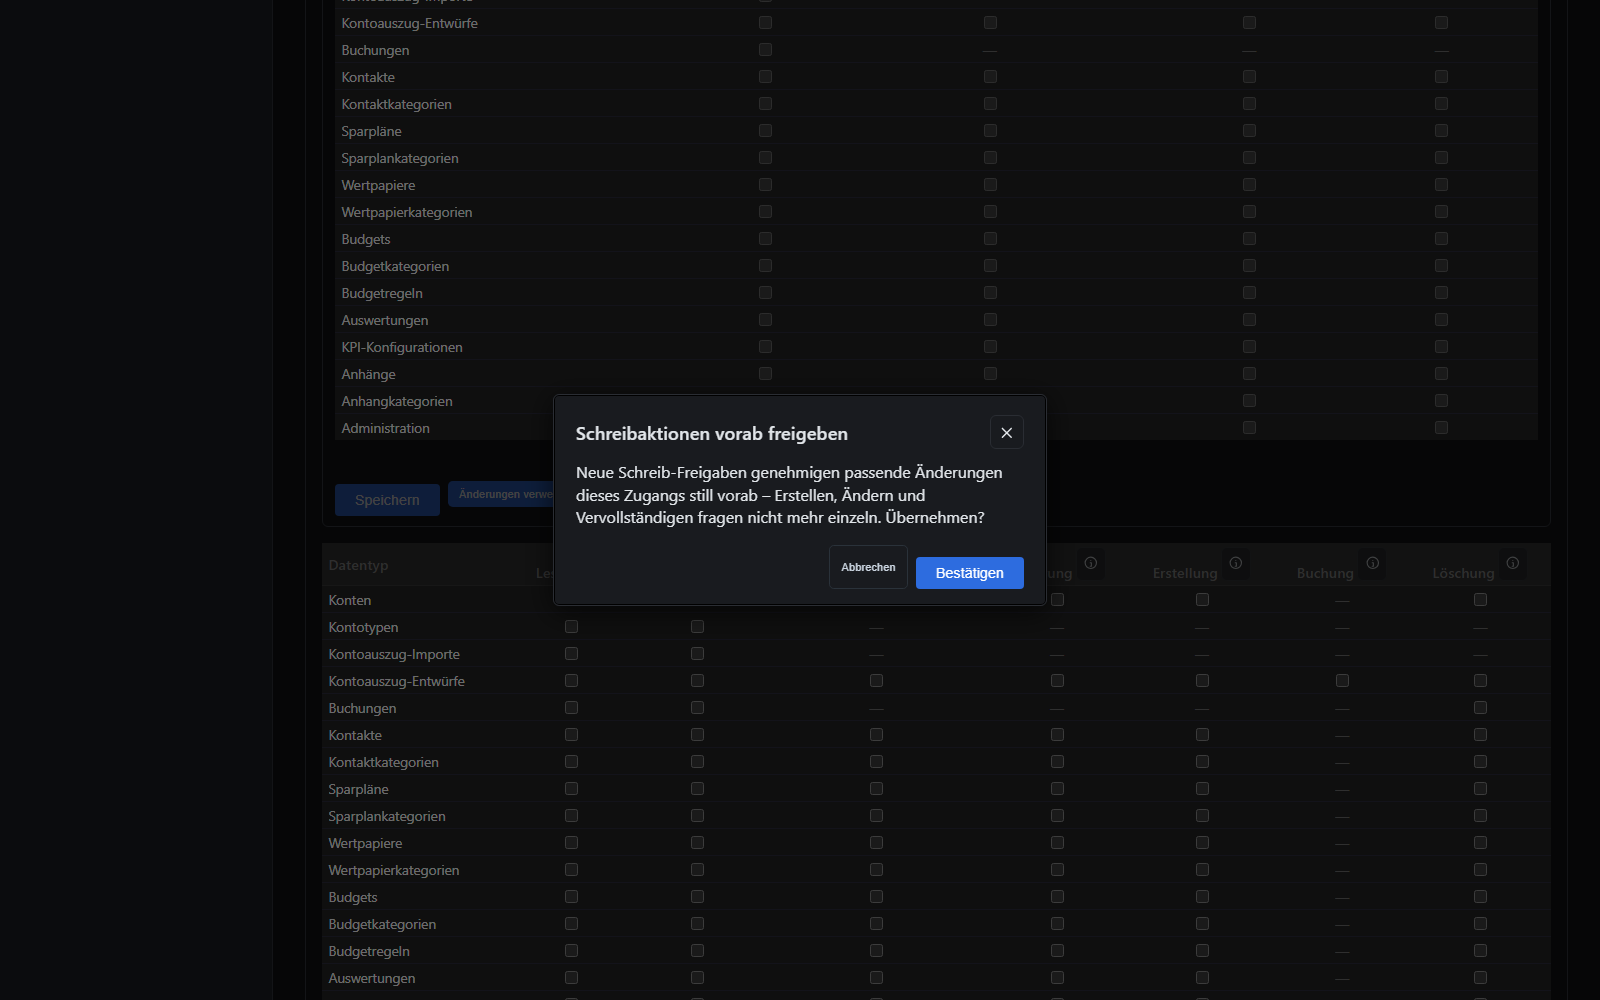 Kontoauszug-Entwürfe
Buchungen — — —
Kontakte
Kontaktkategorien
Sparpläne
Sparplankategorien
Wertpapiere
Wertpapierkategorien
Budgets
Budgetkategorien
Budgetregeln
Auswertungen
KPI-Konfigurationen
Anhänge
Anhangkategorien
Administration
Schreibaktionen vorab freigeben
Neue Schreib-Freigaben genehmigen passende Änderungen
dieses Zugangs still vorab – Erstellen, Ändern und
Vervollständigen fragen nicht mehr einzeln. Übernehmen?
Abbrechen Bestätigen
Speichern
Datentyp Erstellung Buchung Löschung
Konten —
Kontotypen — — — — —
Kontoauszug-Importe — — — — —
Kontoauszug-Entwürfe
Buchungen — — — —
Kontakte —
Kontaktkategorien —
Sparpläne —
Sparplankategorien —
Wertpapiere —
Wertpapierkategorien —
Budgets —
Budgetkategorien —
Budgetregeln —
Auswertungen —